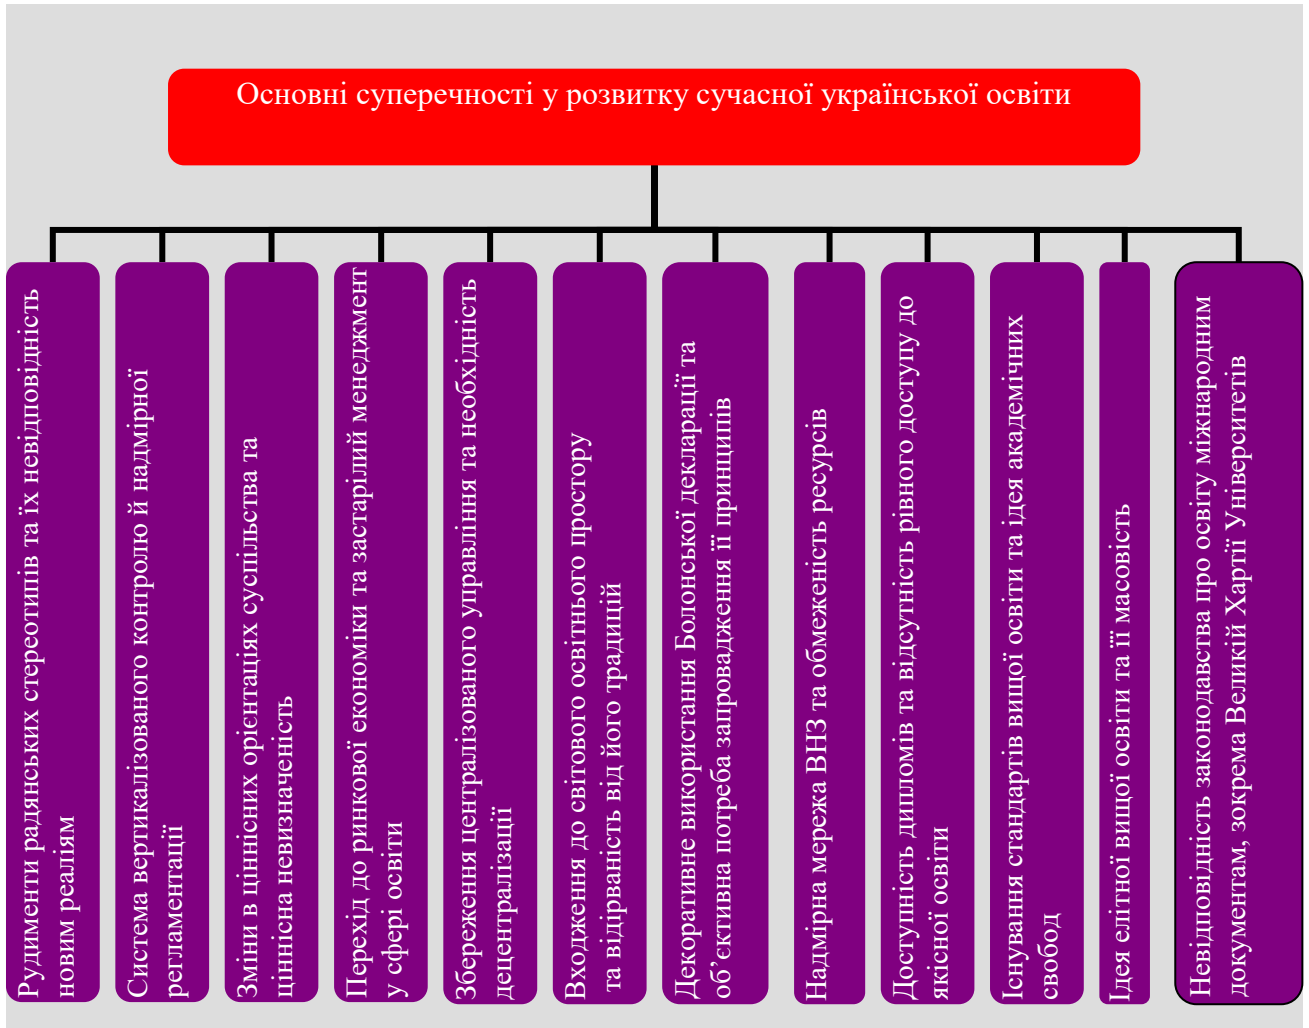 Основні суперечності у розвитку сучасної української освіти
Рудименти радянських стереотипів та їх невідповідність
новим реаліям
Система вертикалізованого контролю й надмірної
регламентації
Зміни в ціннісних орієнтаціях суспільства та
ціннісна невизначеність
Перехід до ринкової економіки та застарілий менеджмент
у сфері освіти
Збереження централізованого управління та необхідність
децентралізації
Входження до світового освітнього простору
та відірваність від його традицій
Декоративне використання Болонської декларації та
об’єктивна потреба запровадження її принципів
Надмірна мережа ВНЗ та обмеженість ресурсів
Доступність дипломів та відсутність рівного доступу до
якісної освіти
Існування стандартів вищої освіти та ідея академічних
свобод
Ідея елітної вищої освіти та її масовість
Невідповідність законодавства про освіту міжнародним
документам, зокрема Великій Хартії Університетів